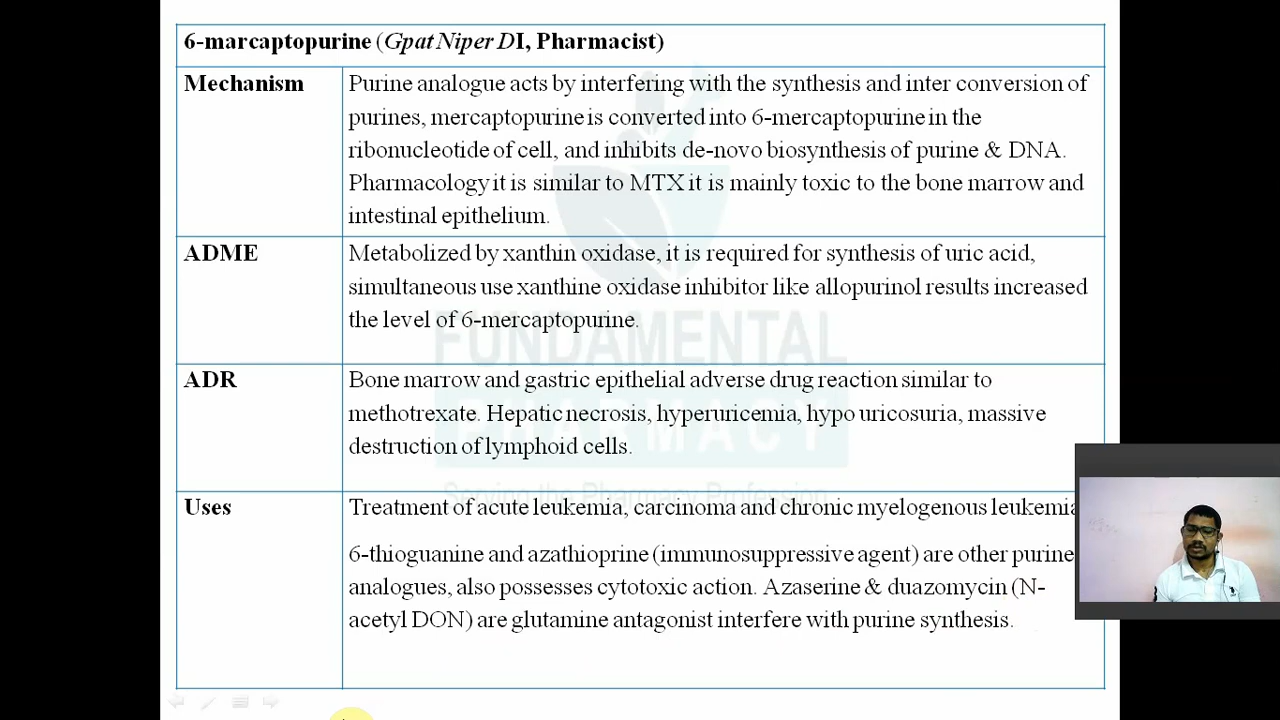 6-marcaptopurine (Gpat Niper DI, Pharmacist)
Mechanism
Purine analogue acts by interfering with the synthesis and inter conversion of
purines, mercaptopurine is converted into 6-mercaptopurine in the
ribonucleotide of cell, and inhibits de-novo biosynthesis of purine & DNA.
Pharmacology it is similar to MTX it is mainly toxic to the bone marrow and
intestinal epithelium.
ADME
Metabolized by xanthin oxidase, it is required for synthesis of uric acid,
simultaneous use xanthine oxidase inhibitor like allopurinol results increased
the level of 6-mercaptopurine.
ADR
Bone marrow and gastric epithelial adverse drug reaction similar to
methotrexate. Hepatic necrosis, hyperuricemia, hypo uricosuria, massive
destruction of lymphoid cells.
Uses
Treatment of acute leukemia, carcinoma and chronic myelogenous leukemia
6-thioguanine and azathioprine (immunosuppressive agent) are other purine
analogues, also possesses cytotoxic action. Azaserine & duazomycin (N-
acetyl DON) are glutamine antagonist interfere with purine synthesis.
FUNDAMENTAL
PHARMACY
Serving the Pharmacy Profession